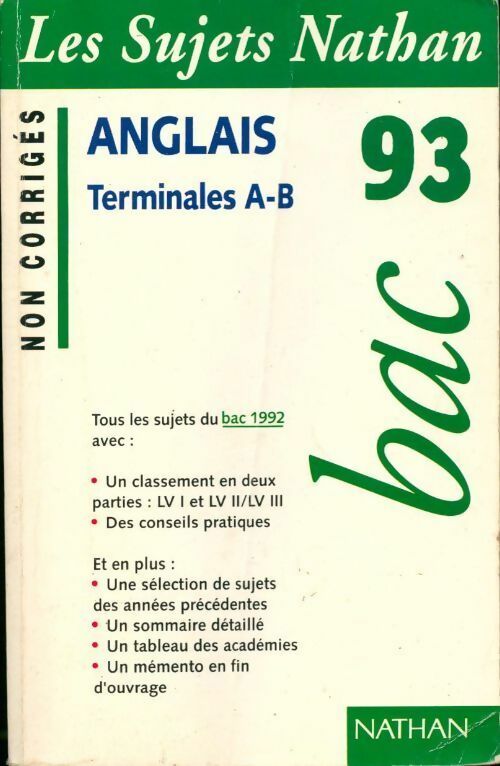 Les Sujets Nathan
NON CORRIGÉS
ANGLAIS
Terminales A-B
93
bac
Tous les sujets du bac 1992
avec :
• Un classement en deux
parties : LV I et LV II/LV III
• Des conseils pratiques
Et en plus :
• Une sélection de sujets
des années précédentes
• Un sommaire détaillé
• Un tableau des académies
• Un mémento en fin
d'ouvrage
NATHAN